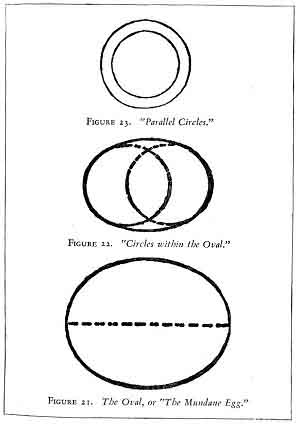 FIGURE 23. "Parallel Circles."
FIGURE 22. "Circles within the Oval."
FIGURE 21. The Oval, or "The Mundane Egg."